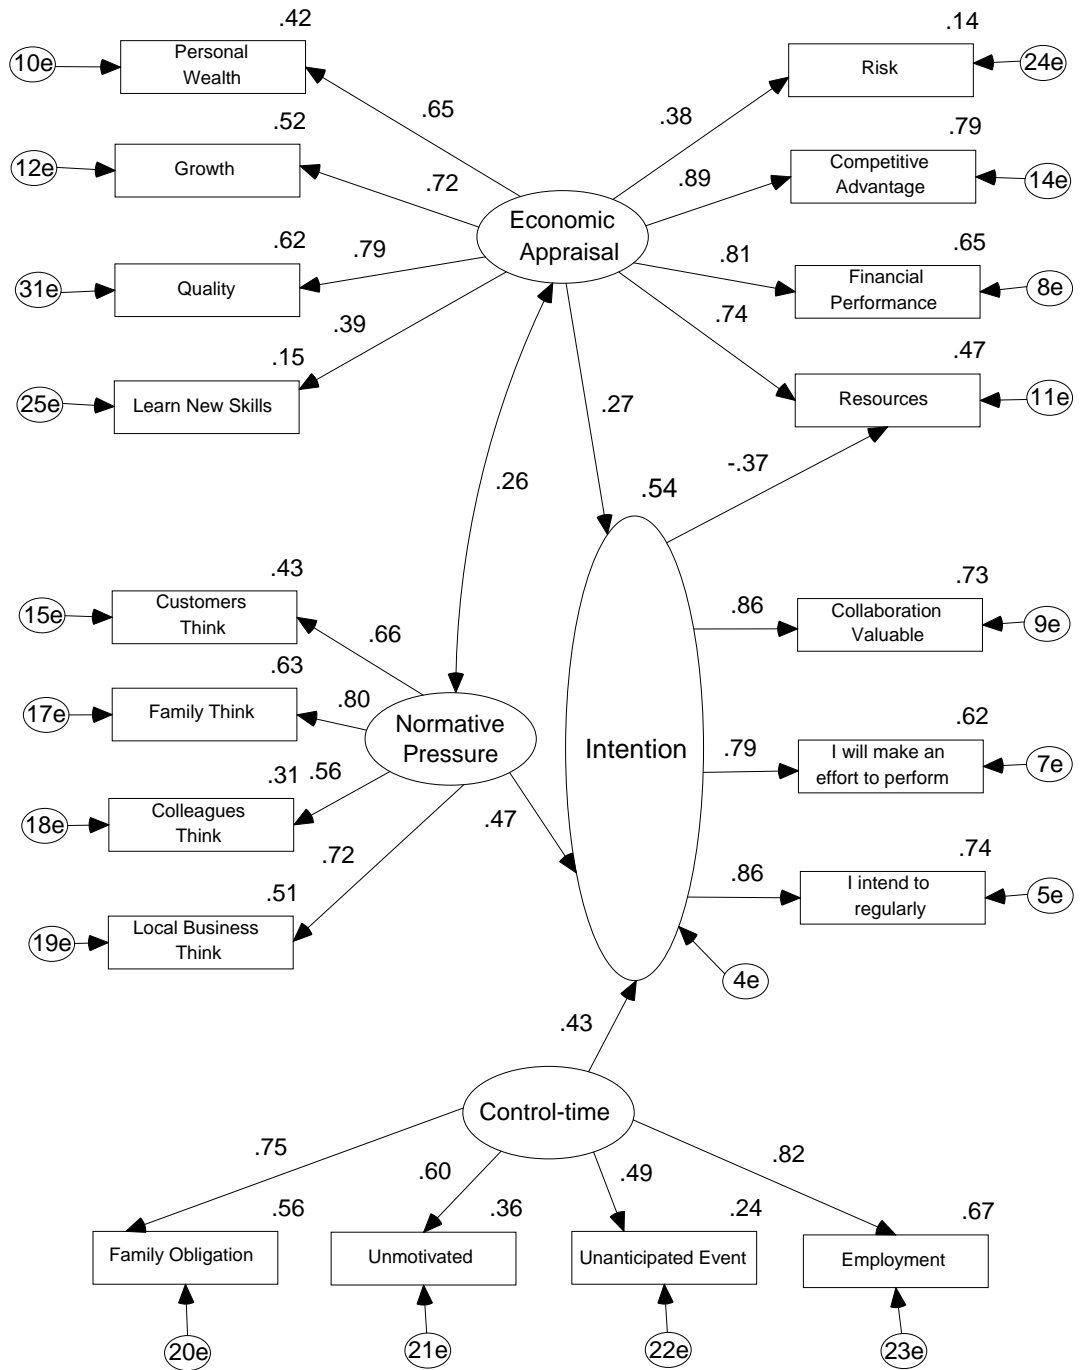 .42
.14
10e
Personal
Wealth
Risk
24e
.65
.38
.52
.79
12e
Growth
Competitive
Advantage
14e
.72
.89
Economic
Appraisal
.62
.65
31e
Quality
.79
.81
Financial
Performance
8e
.39
.74
.15
.47
25e
Learn New Skills
Resources
11e
.27
-.37
.26
.54
.43
.73
15e
Customers
Think
.86
Collaboration
Valuable
9e
.66
.63
17e
Family Think
.80
Normative
Pressure
Intention
.62
.79
I will make an
effort to perform
7e
.31
.56
18e
Colleagues
Think
.47
.72
.74
.51
.86
I intend to
regularly
5e
19e
Local Business
Think
4e
.43
Control-time
.75
.60
.49
.82
.56
.36
.24
.67
Family Obligation
Unmotivated
Unanticipated Event
Employment
20e
21e
22e
23e